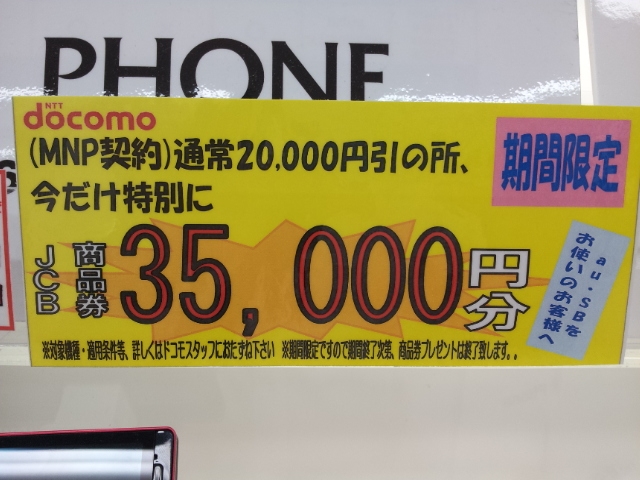 PHONE
NTT
docomo
(MNP契約)通常20,000円引の所、
今だけ特別に
期間限定
JCB
商品券
35,000円分
au・SBを
お使いのお客様へ
※対象機種・適用条件等、詳しくはドコモスタッフにおたずね下さい ※期間限定ですので期間終了次第、商品券プレゼントは終了致します。。